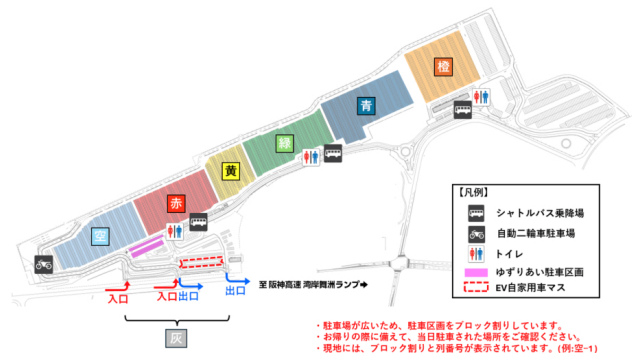 橙
青
緑
黄
赤
空
【凡例】
シャトルバス乗降場
自動二輪車駐車場
トイレ
ゆずりあい駐車区画
EV自家用車マス
入口
入口
出口
出口
至 阪神高速 湾岸舞洲ランプ➔
灰
・駐車場が広いため、駐車区画をブロック割りしています。
・お帰りの際に備えて、当日駐車された場所をご確認ください。
・現地には、ブロック割りと列番号が表示されています。(例:空−1)